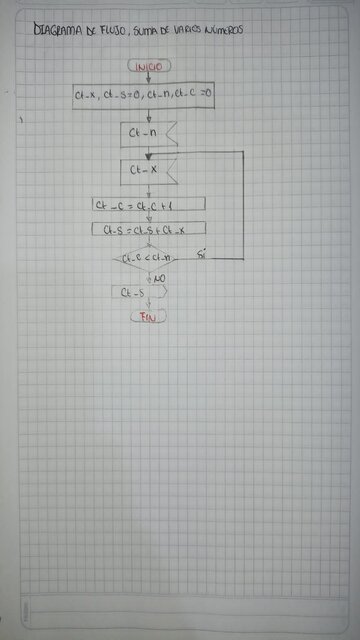 DIAGRAMA DE FLUJO, SUMA DE VARIOS NÚMEROS
INICIO
Ct-x, Ct-S=0, Ct-n, Ct-C=0
Ct-n
Ct-x
Ct-C = Ct-C + 1
Ct-S = Ct-S + Ct-x
Ct-C < Ct-n
Si
NO
Ct-S
FIN